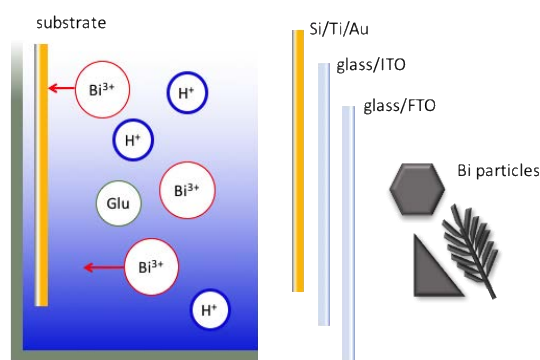 substrate
Bi³⁺
H⁺
H⁺
Glu
Bi³⁺
Bi³⁺
H⁺
Si/Ti/Au
glass/ITO
glass/FTO
Bi particles